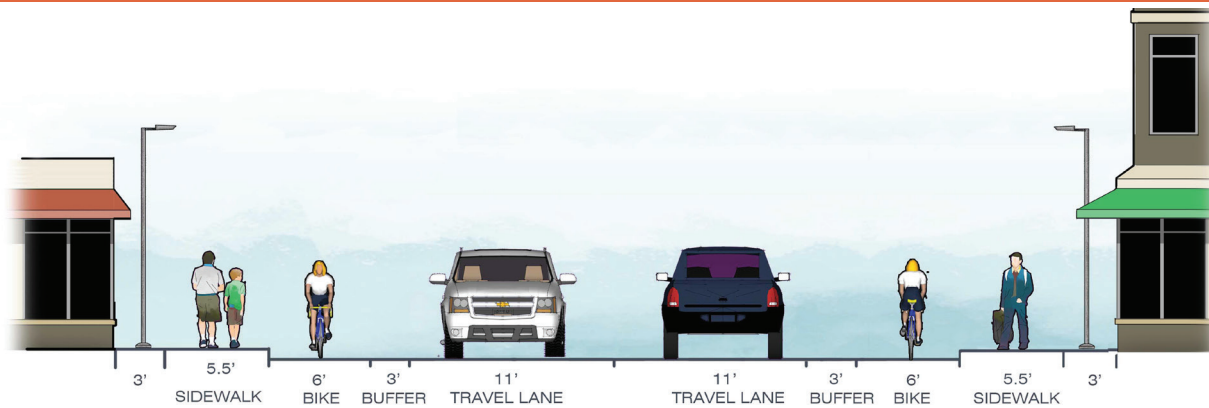 3'
5.5'
SIDEWALK
6'
BIKE
3'
BUFFER
11'
TRAVEL LANE
11'
TRAVEL LANE
3'
BUFFER
6'
BIKE
5.5'
SIDEWALK
3'